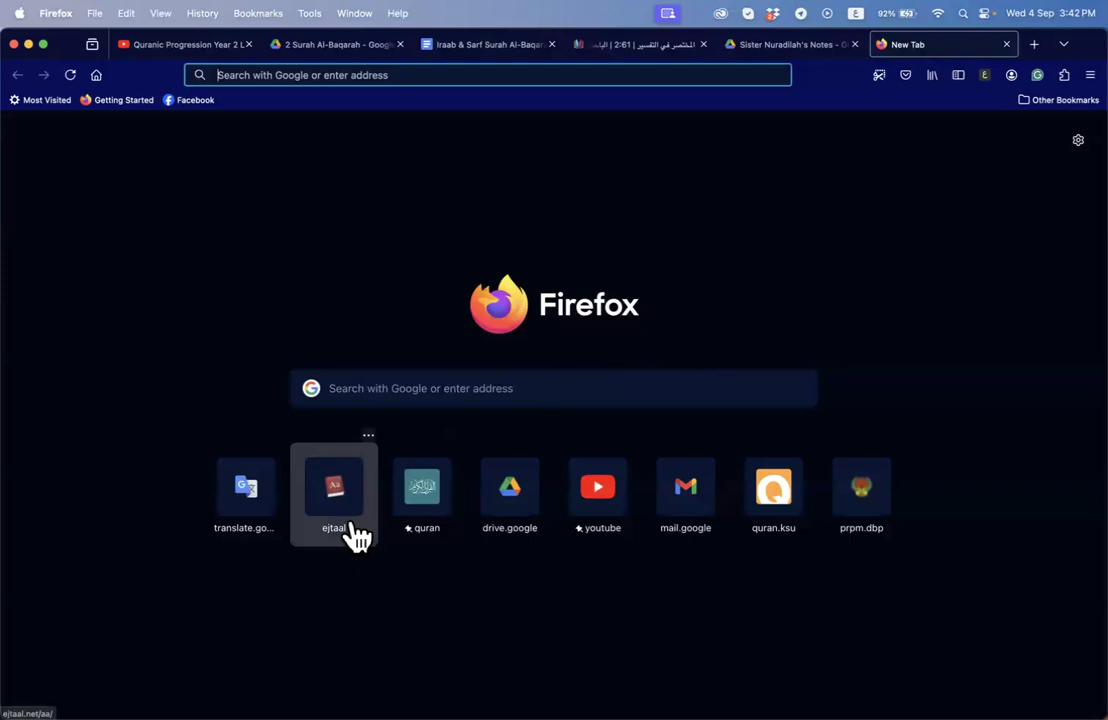 Firefox File Edit View History Bookmarks Tools Window Help 92% Wed 4 Sep 3:42 PM
Quranic Progression Year 2 L 2 Surah Al-Baqarah - Goog Iraab & Sarf Surah Al-Baqar المختصر في التفسير | 2:61 | الباحـ Sister Nuradilah's Notes - G New Tab
Search with Google or enter address
Most Visited Getting Started Facebook Other Bookmarks
Firefox
Search with Google or enter address
translate.go... ejtaal quran drive.google youtube mail.google quran.ksu prpm.dbp
ejtaal.net/aa/